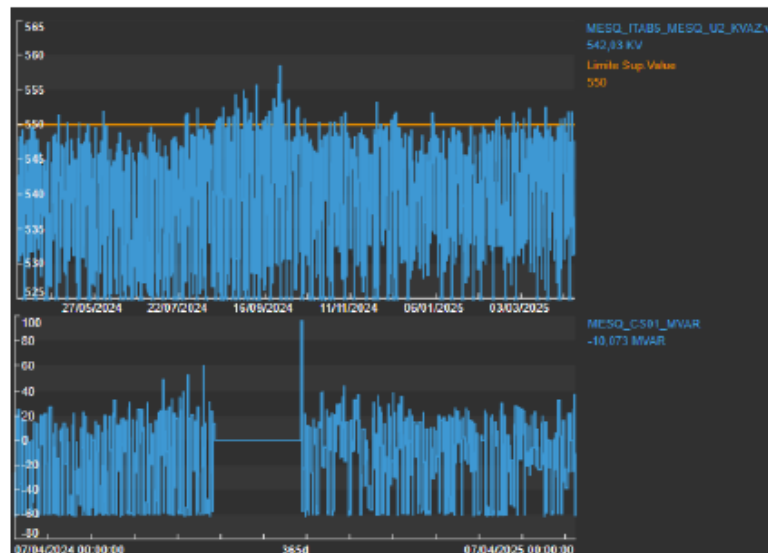 565
560
555
550
545
540
535
530
525
27/05/2024 22/07/2024 16/09/2024 11/11/2024 06/01/2025 03/03/2025
MESQ_ITAB5_MESQ_U2_KVAZ.v
542,03 KV
Limite Sup.Value
550
100
80
60
40
20
0
-20
-40
-60
-80
07/04/2024 00:00:00 365d 07/04/2025 00:00:00
MESQ_CS01_MVAR
-10,073 MVAR